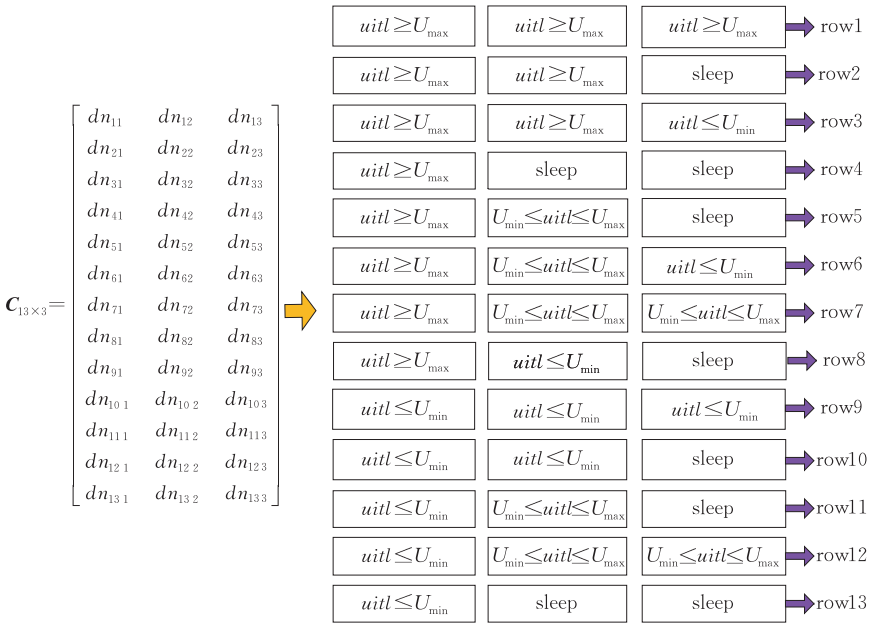 uitl≥Umax uitl≥Umax uitl≥Umax row1
uitl≥Umax uitl≥Umax sleep row2
uitl≥Umax uitl≥Umax uitl≤Umin row3
uitl≥Umax sleep sleep row4
uitl≥Umax Umin≤uitl≤Umax sleep row5
uitl≥Umax Umin≤uitl≤Umax uitl≤Umin row6
uitl≥Umax Umin≤uitl≤Umax Umin≤uitl≤Umax row7
uitl≥Umax uitl≤Umin sleep row8
uitl≤Umin uitl≤Umin uitl≤Umin row9
uitl≤Umin uitl≤Umin sleep row10
uitl≤Umin Umin≤uitl≤Umax sleep row11
uitl≤Umin Umin≤uitl≤Umax Umin≤uitl≤Umax row12
uitl≤Umin sleep sleep row13
C13×3=
dn11 dn12 dn13
dn21 dn22 dn23
dn31 dn32 dn33
dn41 dn42 dn43
dn51 dn52 dn53
dn61 dn62 dn63
dn71 dn72 dn73
dn81 dn82 dn83
dn91 dn92 dn93
dn10 1 dn10 2 dn10 3
dn11 1 dn11 2 dn11 3
dn12 1 dn12 2 dn12 3
dn13 1 dn13 2 dn13 3